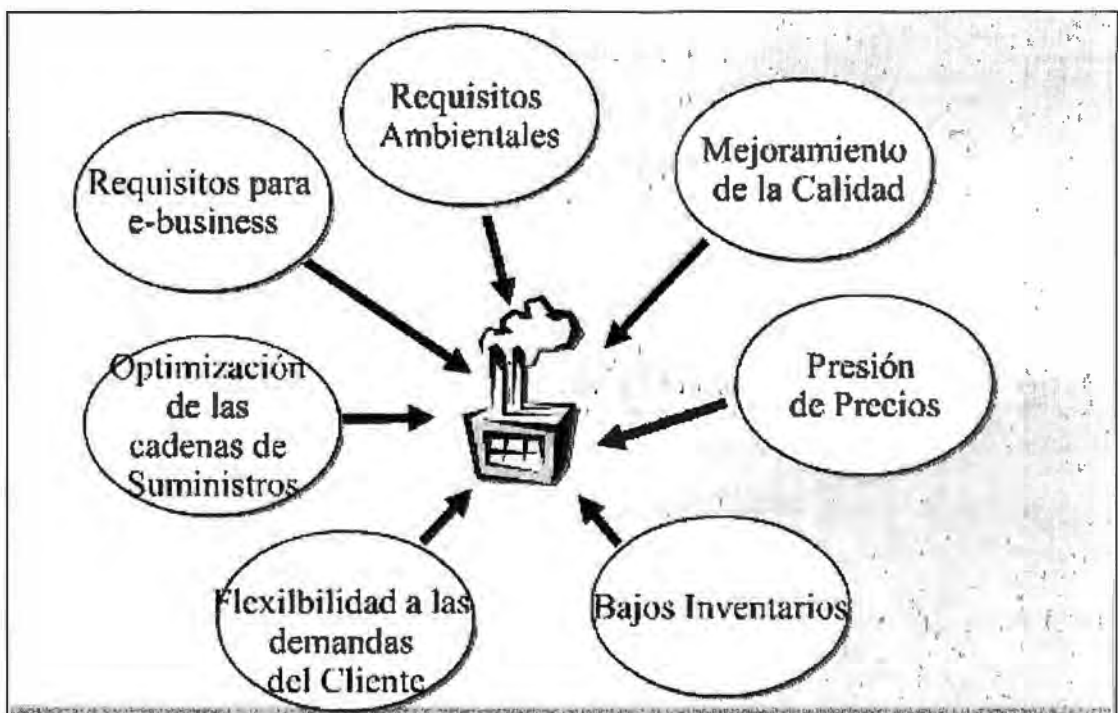 Requisitos
Ambientales
Mejoramiento
de la Calidad
Requisitos para
e-business
Optimización
de las
cadenas de
Suministros
Presión
de Precios
Flexilbilidad a las
demandas
del Cliente
Bajos Inventarios